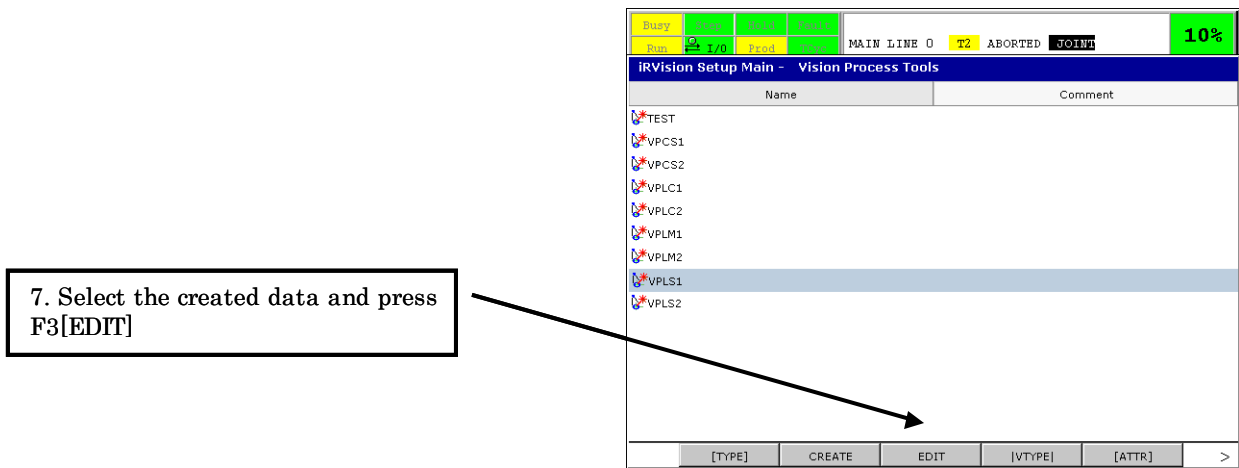 Busy Step Hold Fault
Run I/O Prod TCyc MAIN LINE 0 T2 ABORTED JOINT 10%
iRVision Setup Main - Vision Process Tools
Name Comment
TEST
VPCS1
VPCS2
VPLC1
VPLC2
VPLM1
VPLM2
VPLS1
VPLS2
7. Select the created data and press
F3[EDIT]
[TYPE] CREATE EDIT |VTYPE| [ATTR] >